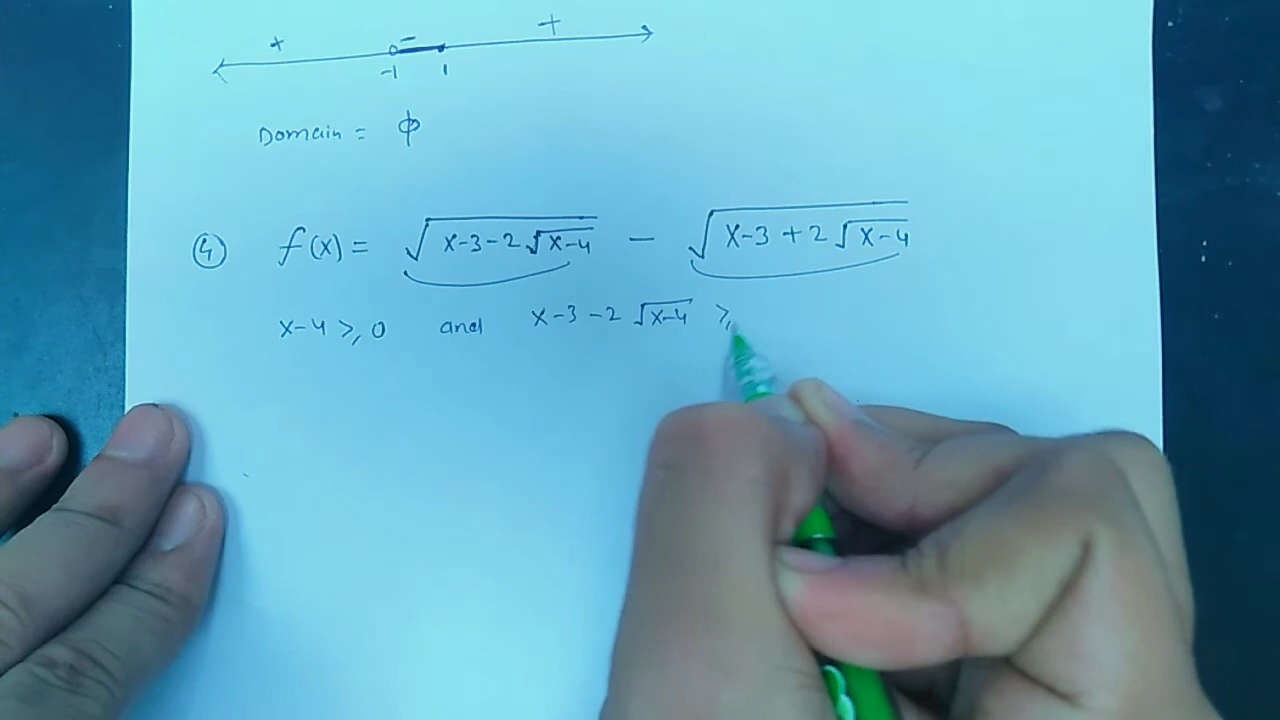 + - +
-1 1
Domain = ϕ
④ f(x) = √(x-3-2√(x-4)) - √(x-3+2√(x-4))
x-4 ≥, 0 and x-3-2√(x-4) ≥,